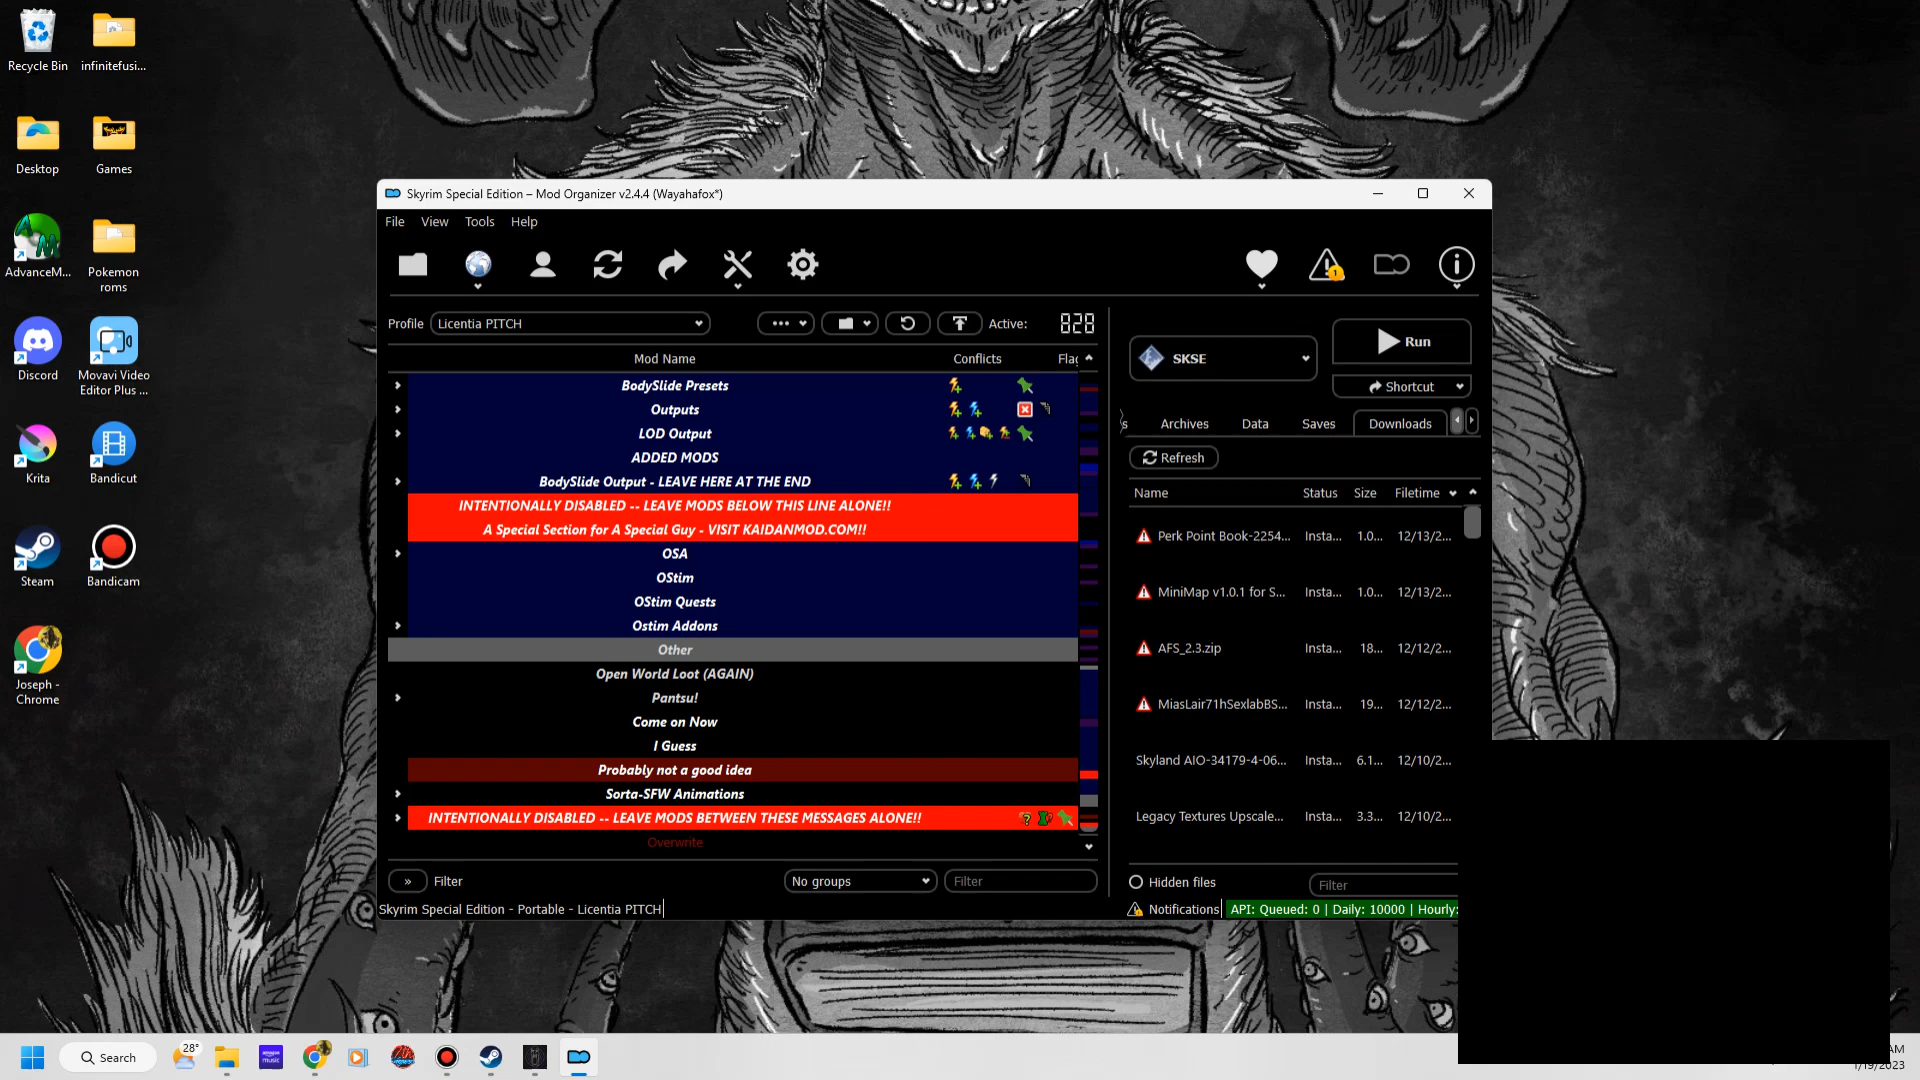 Recycle Bin
infinitefusi...
Desktop
Games
AdvanceM...
Pokemon
roms
Discord
Movavi Video
Editor Plus ...
Krita
Bandicut
Steam
Bandicam
Joseph -
Chrome
Skyrim Special Edition – Mod Organizer v2.4.4 (Wayahafox*)
File View Tools Help
1
Profile Licentia PITCH Active: 828
Mod Name Conflicts Flag
BodySlide Presets
Outputs
LOD Output
ADDED MODS
BodySlide Output - LEAVE HERE AT THE END
INTENTIONALLY DISABLED -- LEAVE MODS BELOW THIS LINE ALONE!!
A Special Section for A Special Guy - VISIT KAIDANMOD.COM!!
OSA
OStim
OStim Quests
Ostim Addons
Other
Open World Loot (AGAIN)
Pantsu!
Come on Now
I Guess
Probably not a good idea
Sorta-SFW Animations
INTENTIONALLY DISABLED -- LEAVE MODS BETWEEN THESE MESSAGES ALONE!!
Overwrite
» Filter No groups Filter
Skyrim Special Edition - Portable - Licentia PITCH
SKSE
Run
Shortcut
s Archives Data Saves Downloads
Refresh
Name Status Size Filetime
Perk Point Book-2254... Insta... 1.0... 12/13/2...
MiniMap v1.0.1 for S... Insta... 1.0... 12/13/2...
AFS_2.3.zip Insta... 18... 12/12/2...
MiasLair71hSexlabBS... Insta... 19... 12/12/2...
Skyland AIO-34179-4-06... Insta... 6.1... 12/10/2...
Legacy Textures Upscale... Insta... 3.3... 12/10/2...
Hidden files Filter
Notifications API: Queued: 0 | Daily: 10000 | Hourly:
Search
28°
amazon
music
AM
1/19/2023